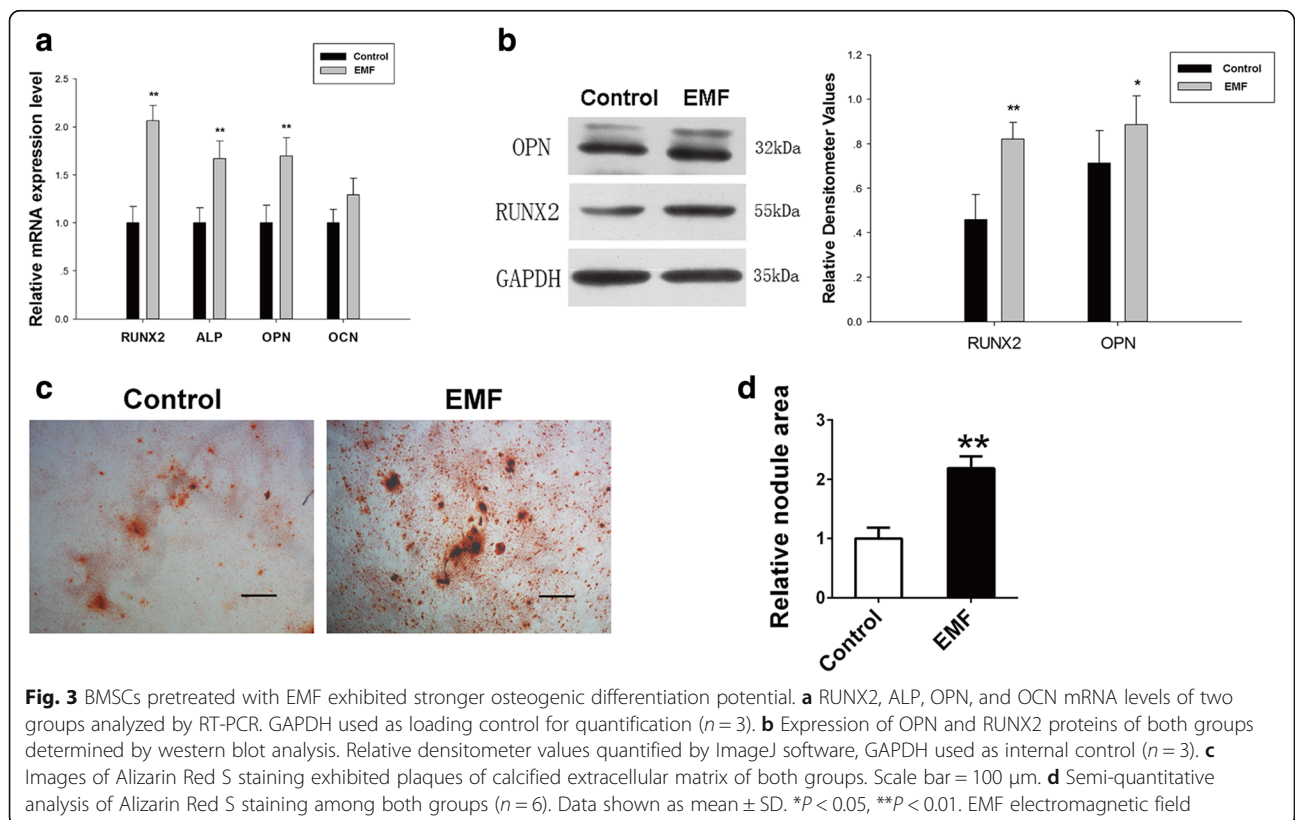 a
Control
EMF
Relative mRNA expression level
2.5
2.0
1.5
1.0
.5
0.0
**
**
**
RUNX2 ALP OPN OCN
b
Control EMF
OPN 32kDa
RUNX2 55kDa
GAPDH 35kDa
Control
EMF
Relative Densitometer Values
1.2
1.0
.8
.6
.4
.2
0.0
**
*
RUNX2 OPN
c
Control EMF
d
Relative nodule area
3
2
1
0
**
Control EMF
Fig. 3 BMSCs pretreated with EMF exhibited stronger osteogenic differentiation potential. a RUNX2, ALP, OPN, and OCN mRNA levels of two
groups analyzed by RT-PCR. GAPDH used as loading control for quantification (n = 3). b Expression of OPN and RUNX2 proteins of both groups
determined by western blot analysis. Relative densitometer values quantified by ImageJ software, GAPDH used as internal control (n = 3). c
Images of Alizarin Red S staining exhibited plaques of calcified extracellular matrix of both groups. Scale bar = 100 μm. d Semi-quantitative
analysis of Alizarin Red S staining among both groups (n = 6). Data shown as mean ± SD. *P < 0.05, **P < 0.01. EMF electromagnetic field